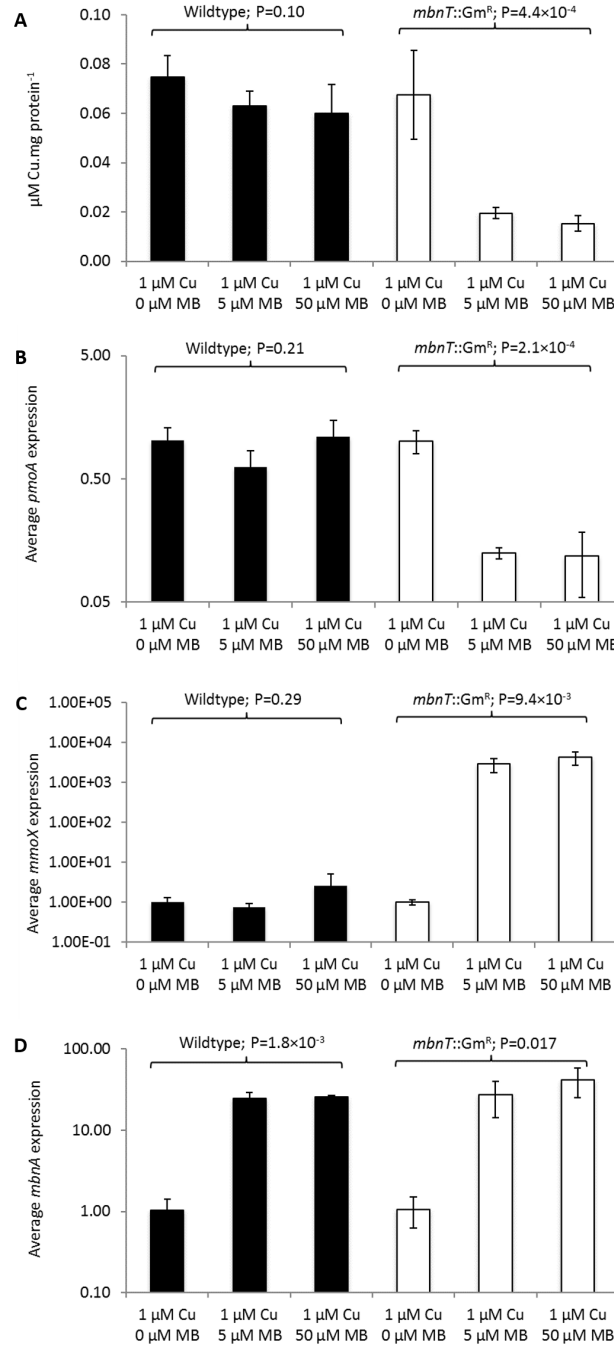 A
Wildtype; P=0.10
mbnT::Gmᴿ; P=4.4×10⁻⁴
µM Cu.mg protein⁻¹
0.10
0.08
0.06
0.04
0.02
0.00
1 µM Cu 1 µM Cu 1 µM Cu 1 µM Cu 1 µM Cu 1 µM Cu
0 µM MB 5 µM MB 50 µM MB 0 µM MB 5 µM MB 50 µM MB
B
Wildtype; P=0.21
mbnT::Gmᴿ; P=2.1×10⁻⁴
Average pmoA expression
5.00
0.50
0.05
1 µM Cu 1 µM Cu 1 µM Cu 1 µM Cu 1 µM Cu 1 µM Cu
0 µM MB 5 µM MB 50 µM MB 0 µM MB 5 µM MB 50 µM MB
C
Wildtype; P=0.29
mbnT::Gmᴿ; P=9.4×10⁻³
Average mmoX expression
1.00E+05
1.00E+04
1.00E+03
1.00E+02
1.00E+01
1.00E+00
1.00E-01
1 µM Cu 1 µM Cu 1 µM Cu 1 µM Cu 1 µM Cu 1 µM Cu
0 µM MB 5 µM MB 50 µM MB 0 µM MB 5 µM MB 50 µM MB
D
Wildtype; P=1.8×10⁻³
mbnT::Gmᴿ; P=0.017
Average mbnA expression
100.00
10.00
1.00
0.10
1 µM Cu 1 µM Cu 1 µM Cu 1 µM Cu 1 µM Cu 1 µM Cu
0 µM MB 5 µM MB 50 µM MB 0 µM MB 5 µM MB 50 µM MB